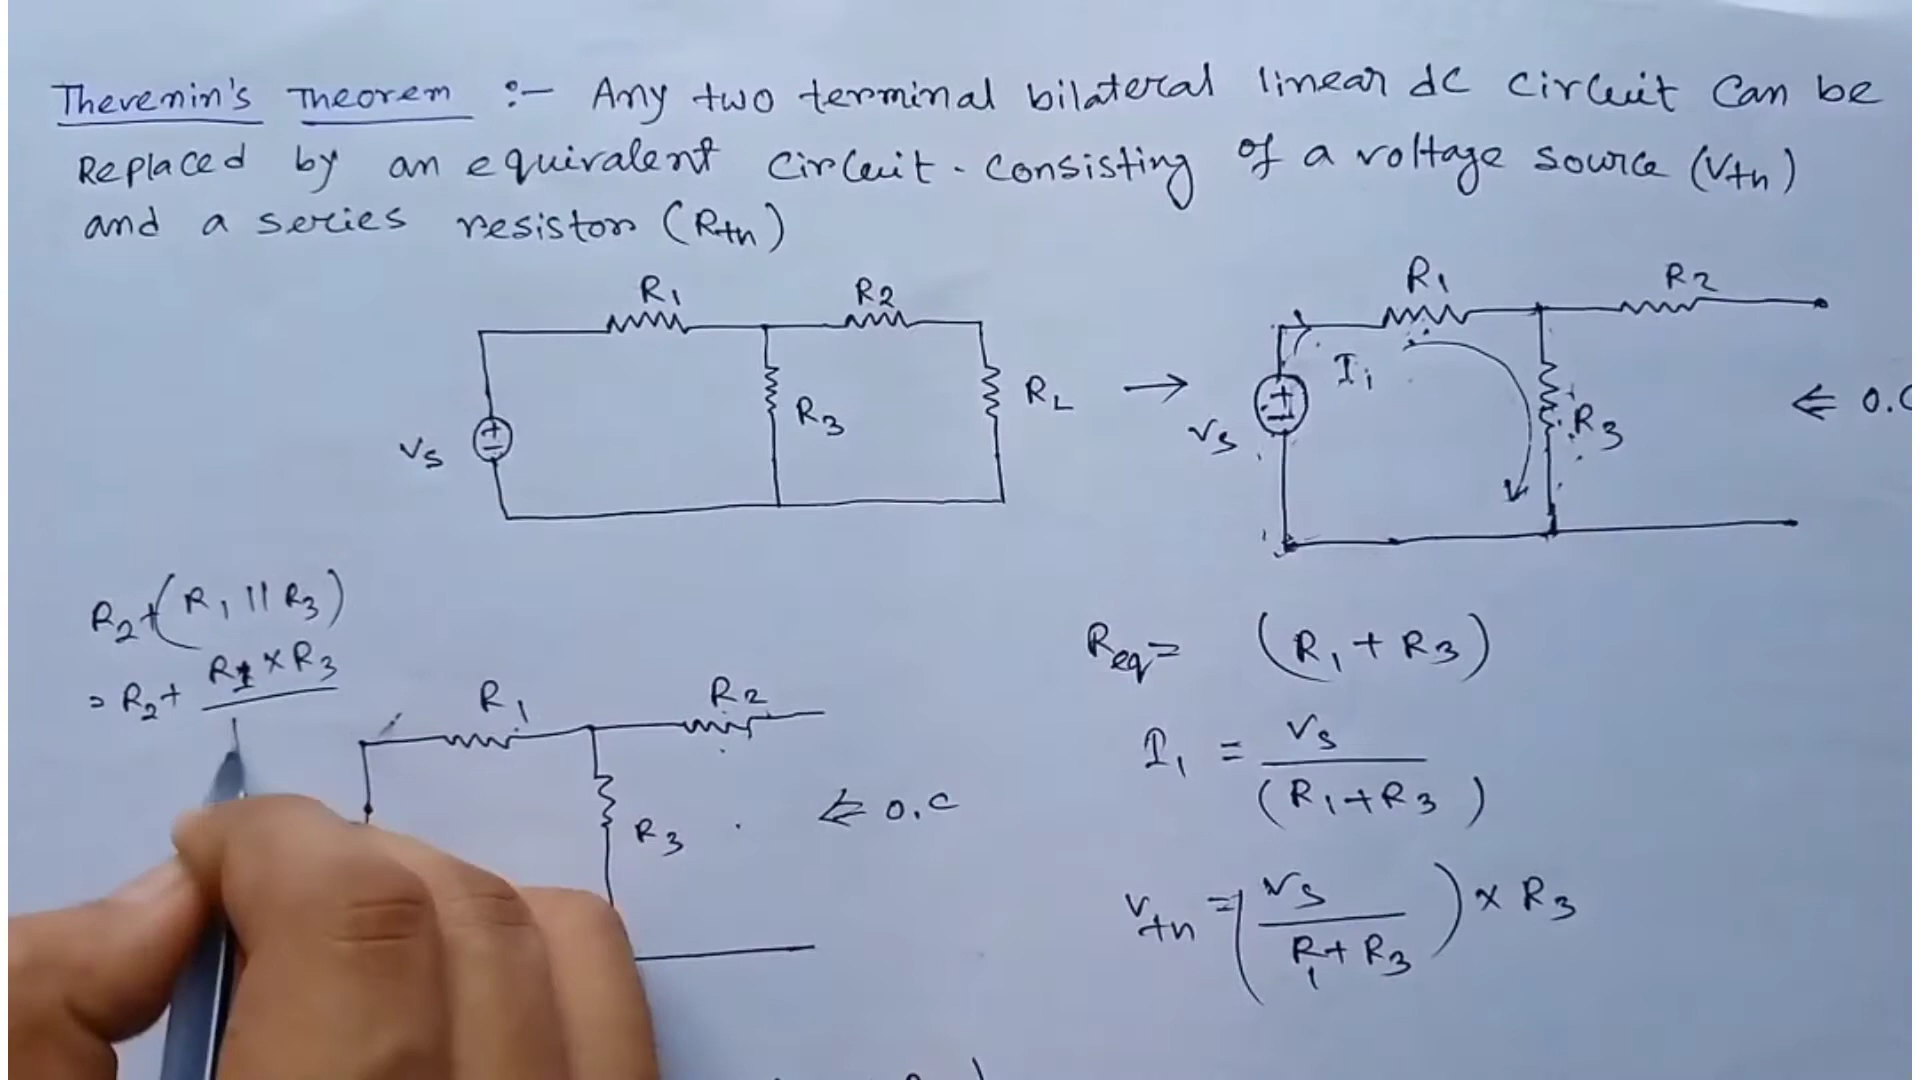 Thevenin's Theorem :- Any two terminal bilateral linear dc circuit can be
Replaced by an equivalent circuit. consisting of a voltage source (Vth)
and a series resistor (Rth)
R1 R2
R3
RL
Vs
R1 R2
I1
R3
Vs
⇐ O.C
R2+(R1 || R3)
= R2+ R1 × R3
R1 R2
R3
⇐ O.C
Req = (R1 + R3)
I1 = Vs
(R1+R3)
Vth = (Vs / R1+R3) × R3